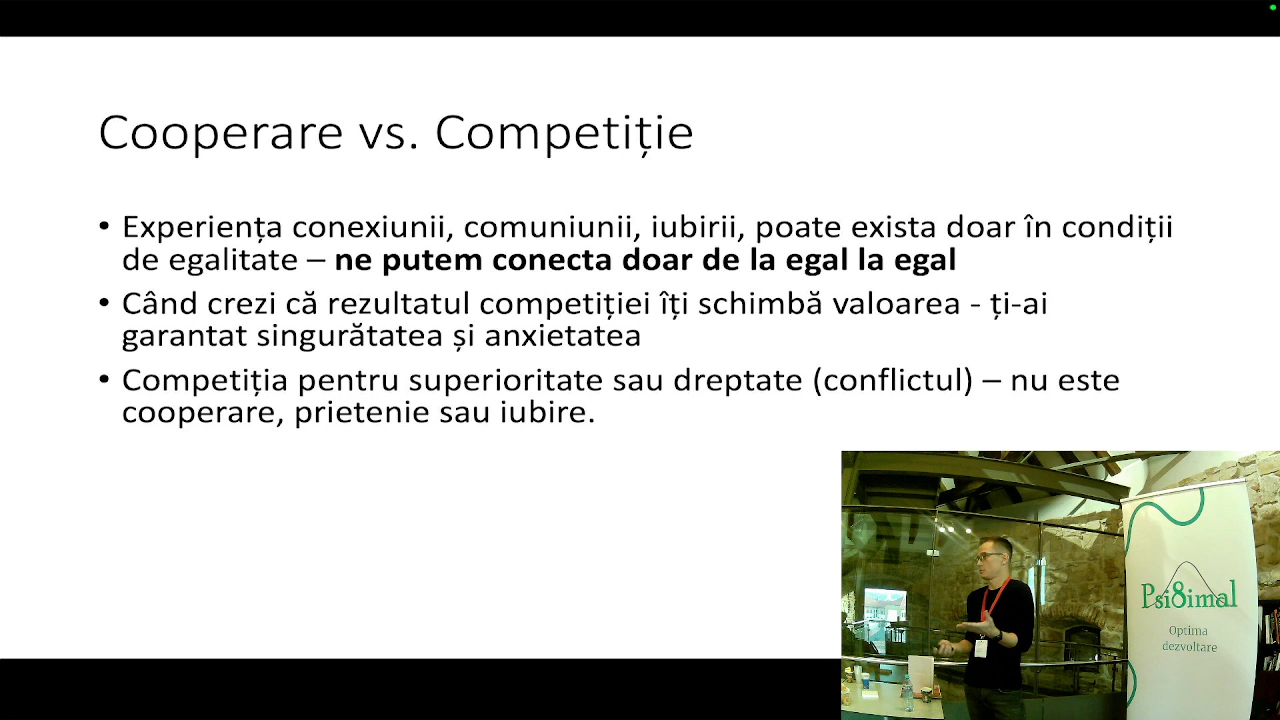 Cooperare vs. Competiție
• Experiența conexiunii, comuniunii, iubirii, poate exista doar în condiții
de egalitate – ne putem conecta doar de la egal la egal
• Când crezi că rezultatul competiției îți schimbă valoarea - ți-ai
garantat singurătatea și anxietatea
• Competiția pentru superioritate sau dreptate (conflictul) – nu este
cooperare, prietenie sau iubire.
Psi8imal
Optima
dezvoltare